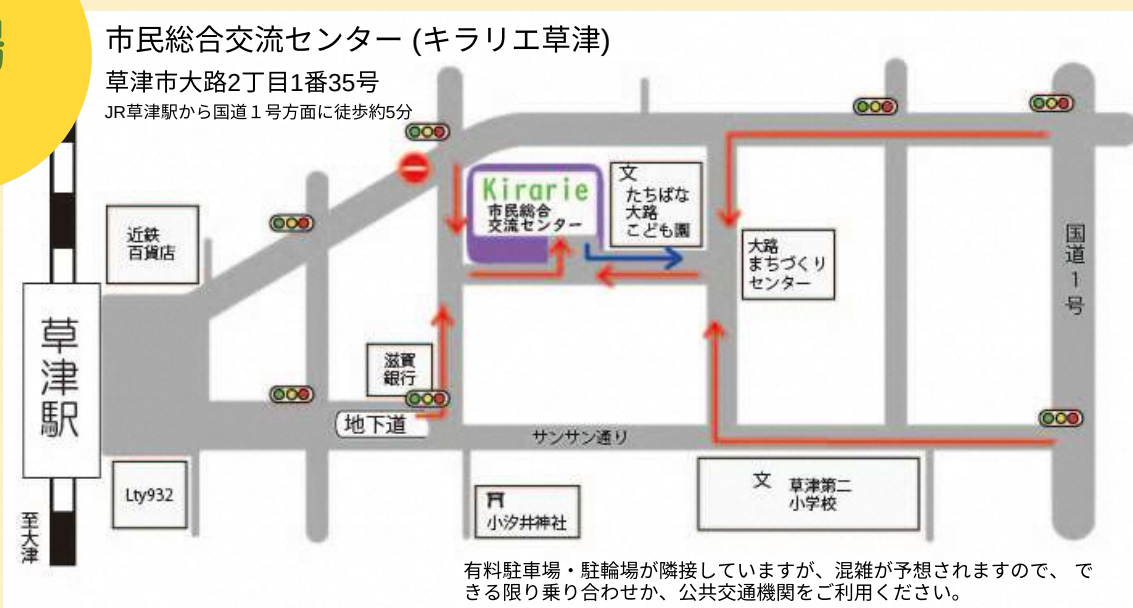 市民総合交流センター (キラリエ草津)
草津市大路2丁目1番35号
JR草津駅から国道１号方面に徒歩約5分
近鉄
百貨店
Kirarie
市民総合
交流センター
文
たちばな
大路
こども園
大路
まちづくり
センター
国道1号
草津駅
滋賀
銀行
地下道
サンサン通り
Lty932
小汐井神社
文
草津第二
小学校
至大津
有料駐車場・駐輪場が隣接していますが、混雑が予想されますので、 で
きる限り乗り合わせか、公共交通機関をご利用ください。